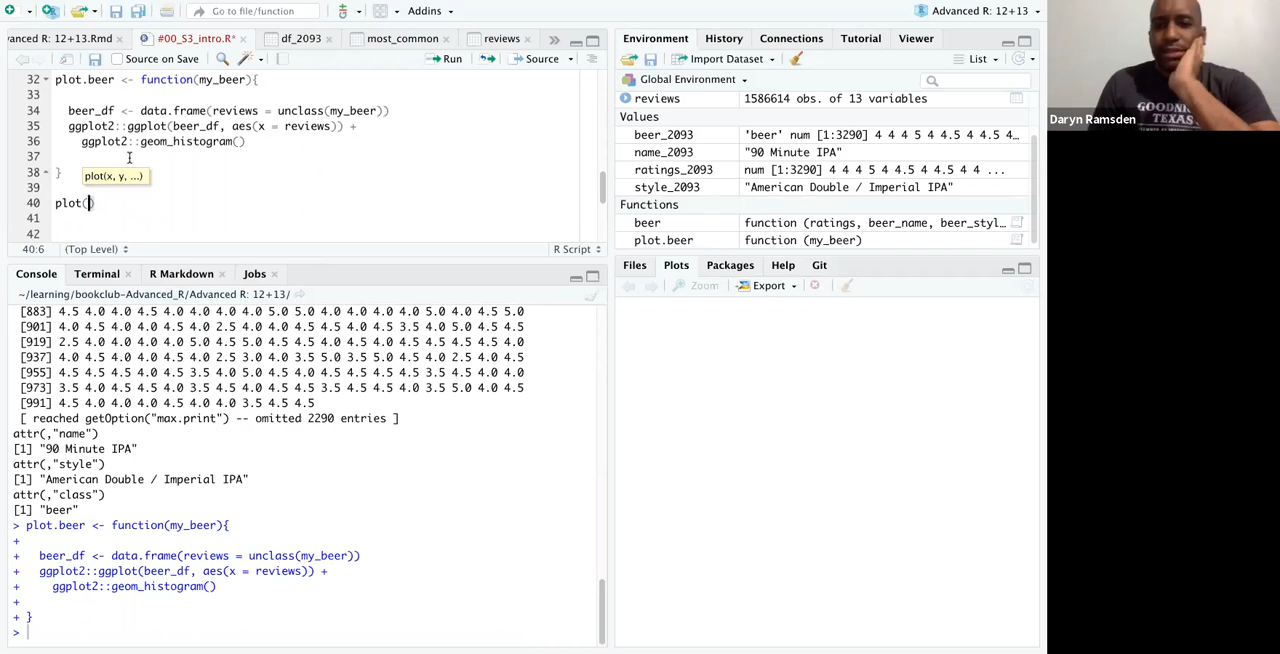 Go to file/function
Addins
Advanced R: 12+13
anced R: 12+13.Rmd
#00_S3_intro.R*
df_2093
most_common
reviews
Source on Save
Run
Source
32 plot.beer <- function(my_beer){
33
34 beer_df <- data.frame(reviews = unclass(my_beer))
35 ggplot2::ggplot(beer_df, aes(x = reviews)) +
36 ggplot2::geom_histogram()
37
38 }
plot(x, y, ...)
39
40 plot()
41
42
40:6 (Top Level) R Script
Console Terminal R Markdown Jobs
~/learning/bookclub-Advanced_R/Advanced R: 12+13/
[883] 4.5 4.0 4.0 4.5 4.0 4.0 4.0 4.0 5.0 5.0 4.0 4.0 4.0 4.0 5.0 4.0 4.5 5.0
[901] 4.0 4.0 4.5 4.0 4.0 2.5 4.0 4.0 4.5 4.0 4.0 4.5 3.5 4.0 5.0 4.5 4.5
[919] 2.5 4.0 4.0 4.0 5.0 4.5 5.0 4.0 4.5 4.5 4.5 4.5 4.5 4.5 4.0
[937] 4.0 4.5 4.0 4.0 4.0 2.5 3.0 4.0 3.5 5.0 3.5 4.5 4.0 2.5 4.0 4.5
[955] 4.5 4.5 4.5 4.5 3.5 4.0 5.0 4.0 4.5 4.0 4.0 4.0 3.5 4.5 4.0 4.0
[973] 3.5 4.0 4.5 4.5 4.0 3.5 4.5 4.0 4.5 4.5 3.5 4.5 4.5 4.0 3.5 5.0 4.0 4.5
[991] 4.5 4.0 4.0 4.0 4.5 4.0 4.0 3.5 4.5 4.5
[ reached getOption("max.print") -- omitted 2290 entries ]
attr(,"name")
[1] "90 Minute IPA"
attr(,"style")
[1] "American Double / Imperial IPA"
attr(,"class")
[1] "beer"
> plot.beer <- function(my_beer){
+
+ beer_df <- data.frame(reviews = unclass(my_beer))
+ ggplot2::ggplot(beer_df, aes(x = reviews)) +
+ ggplot2::geom_histogram()
+
+ }
>
Environment History Connections Tutorial Viewer
Import Dataset
List
Global Environment
reviews 1586614 obs. of 13 variables
Values
beer_2093 'beer' num [1:3290] 4 4 4 5 4 4.5 4 4.5 4…
name_2093 "90 Minute IPA"
ratings_2093 num [1:3290] 4 4 4 5 4 4.5 4 4.5 4 4 ...
style_2093 "American Double / Imperial IPA"
Functions
beer function (ratings, beer_name, beer_styl…
plot.beer function (my_beer)
Files Plots Packages Help Git
Zoom Export
Daryn Ramsden
GOODN
TEXAS